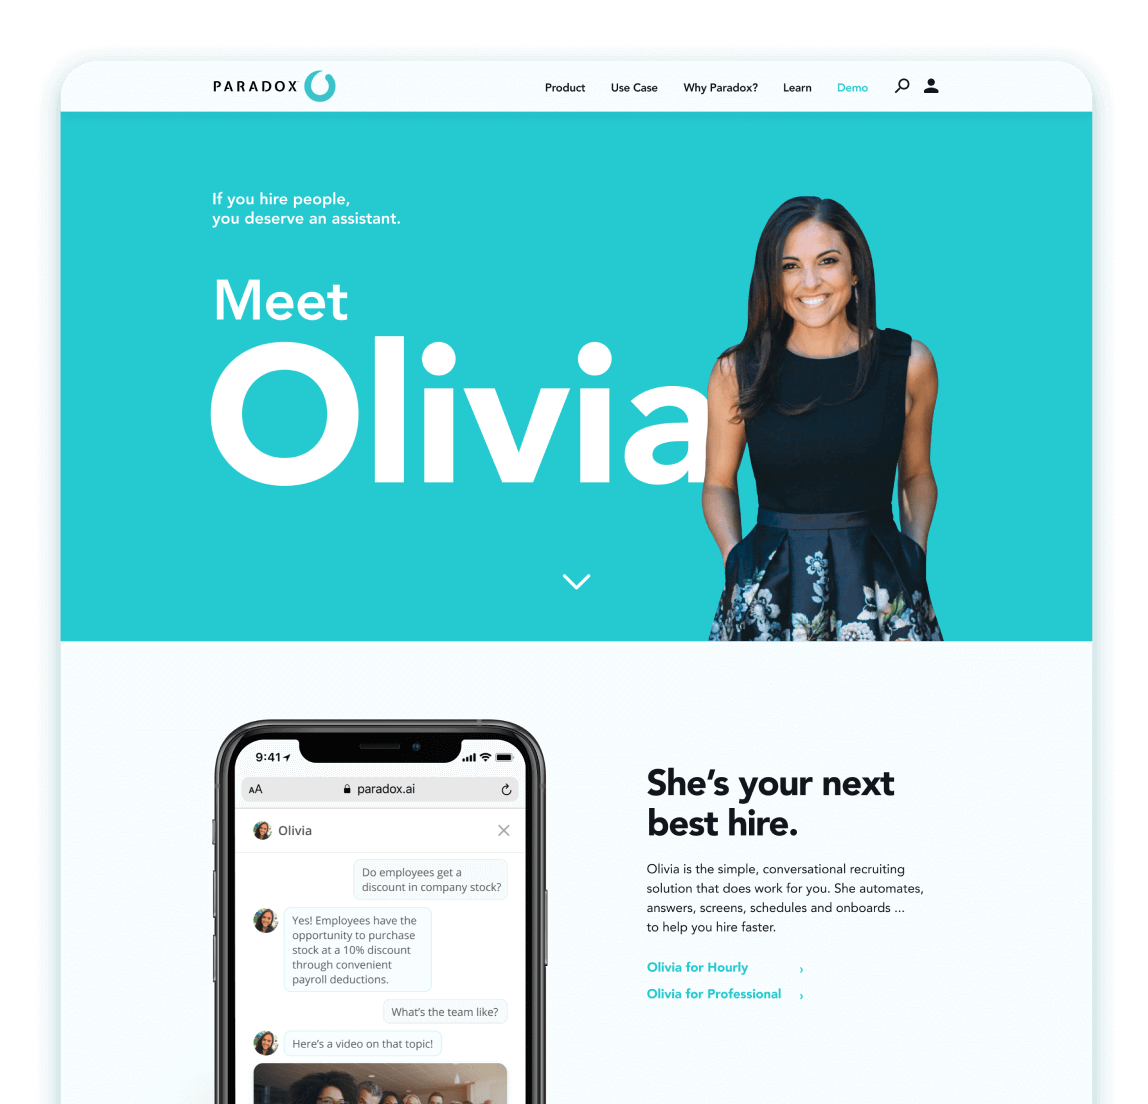 PARADOX
Product Use Case Why Paradox? Learn Demo
If you hire people,
you deserve an assistant.
Meet
Olivia
9:41
AA paradox.ai
Olivia
Do employees get a
discount in company stock?
Yes! Employees have the
opportunity to purchase
stock at a 10% discount
through convenient
payroll deductions.
What's the team like?
Here's a video on that topic!
She's your next
best hire.
Olivia is the simple, conversational recruiting
solution that does work for you. She automates,
answers, screens, schedules and onboards ...
to help you hire faster.
Olivia for Hourly ›
Olivia for Professional ›